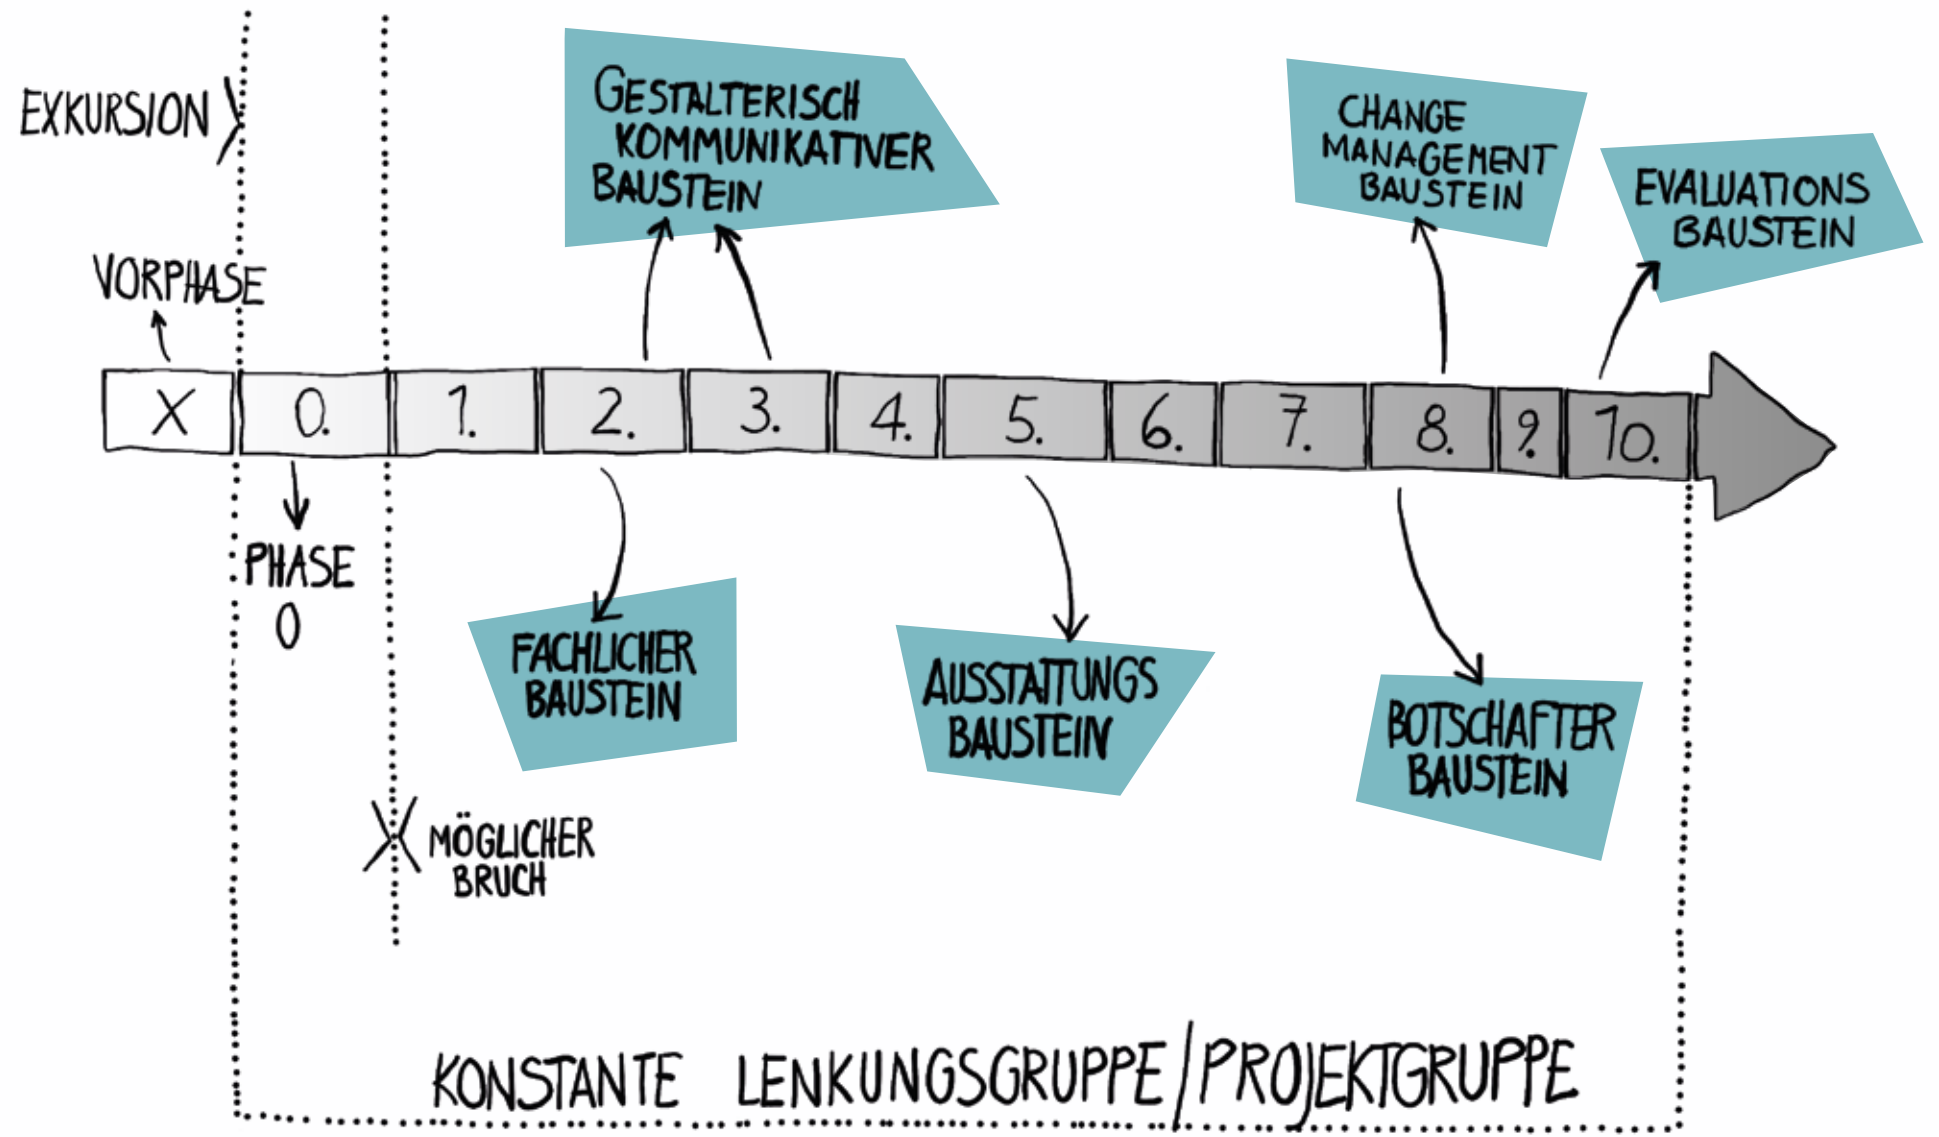 EXKURSION
GESTALTERISCH
KOMMUNIKATIVER
BAUSTEIN
CHANGE
MANAGEMENT
BAUSTEIN
EVALUATIONS
BAUSTEIN
VORPHASE
X 0. 1. 2. 3. 4. 5. 6. 7. 8. 9. 10.
PHASE
0
FACHLICHER
BAUSTEIN
AUSSTATTUNGS
BAUSTEIN
BOTSCHAFTER
BAUSTEIN
MÖGLICHER
BRUCH
KONSTANTE LENKUNGSGRUPPE/PROJEKTGRUPPE